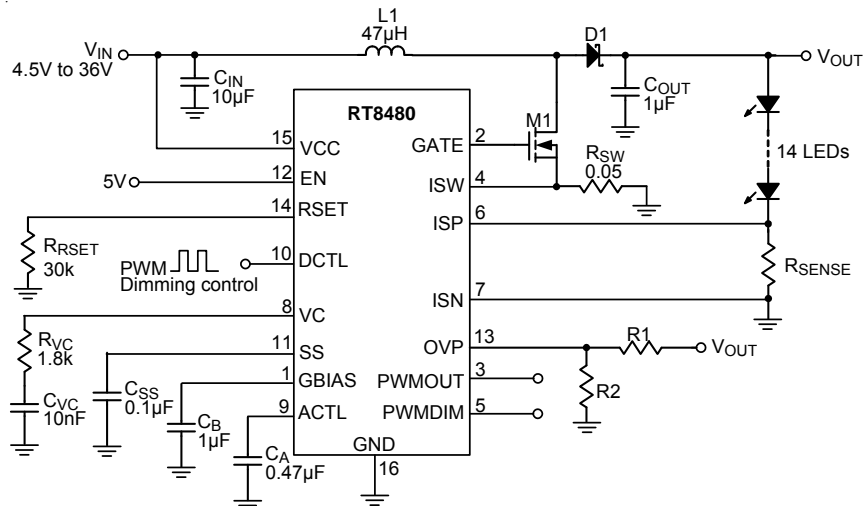 L1
47µH
D1
VIN
4.5V to 36V
VOUT
CIN
10µF
COUT
1µF
RT8480
M1
15
VCC
GATE
2
RSW
0.05
14 LEDs
12
EN
5V
ISW
4
14
RSET
ISP
6
RRSET
30k
10
DCTL
PWM
Dimming control
RSENSE
8
VC
ISN
7
RVC
1.8k
11
SS
OVP
13
R1
VOUT
CSS
0.1µF
1
GBIAS
PWMOUT
3
R2
CVC
10nF
CB
1µF
9
ACTL
PWMDIM
5
CA
0.47µF
GND
16